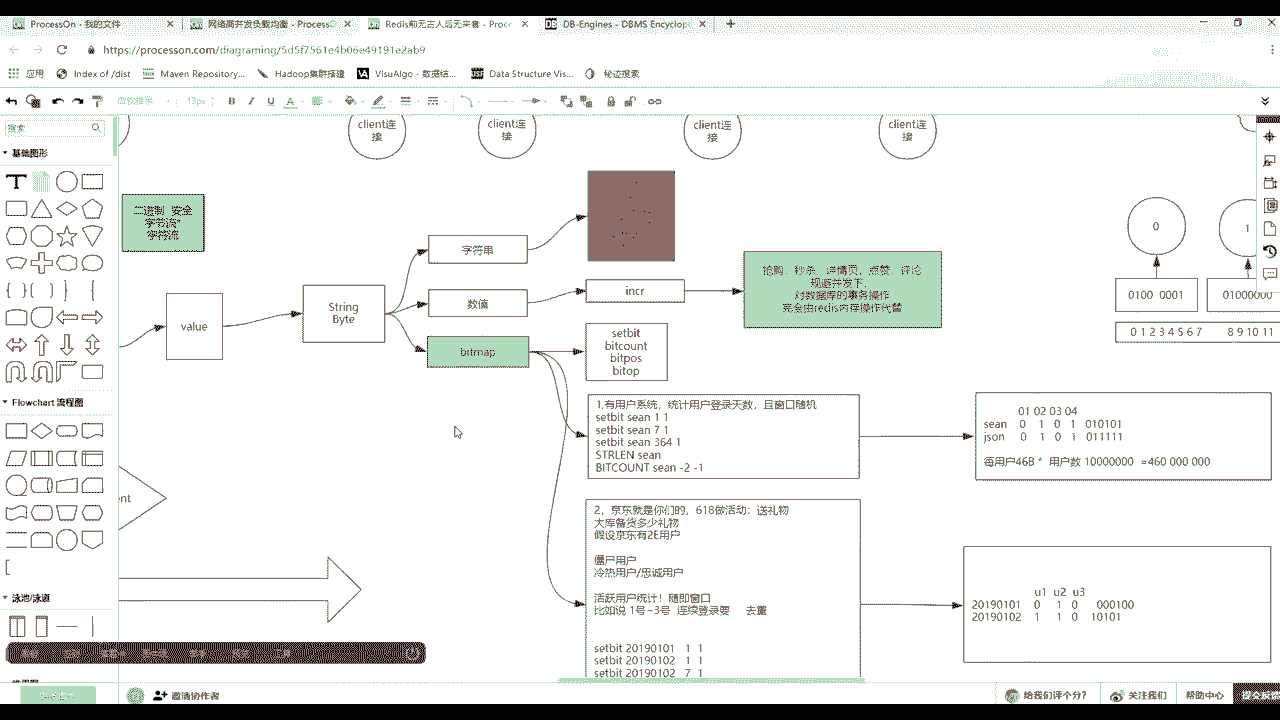 ProcessOn - 我的文件
网络高并发负载均衡 - ProcessO
Redis前无古人后无来者 - Proc
DB-Engines - DBMS Encyclop
https://processon.com/diagraming/5d5f7561e4b06e49191e2ab9
应用
Index of /dist
Maven Repository...
Hadoop集群搭建
VisuAlgo - 数据结...
Data Structure Vis...
秘迹搜索
13px
B I U A
搜索
基础图形
Flowchart 流程图
泳池/泳道
client连
接
client连
接
client连
接
client连
接
二进制 安全
字节流*
字符流
value
String
Byte
字符串
数值
bitmap
incr
抢购,秒杀,详情页,点赞,评论
规避并发下,
对数据库的事务操作
完全由redis内存操作代替
setbit
bitcount
bitpos
bitop
1,有用户系统,统计用户登录天数,且窗口随机
setbit sean 1 1
setbit sean 7 1
setbit sean 364 1
STRLEN sean
BITCOUNT sean -2 -1
01 02 03 04
sean 0 1 0 1 010101
json 0 1 0 1 011111
每用户46B * 用户数 10000000 =460 000 000
0
1
0100 0001
01000000
0 1 2 3 4 5 6 7 8 9 10 11
2,京东就是你们的,618做活动:送礼物
大库备货多少礼物
假设京东有2E用户
僵尸用户
冷热用户/忠诚用户
活跃用户统计!随即窗口
比如说 1号~3号 连续登录要 去重
setbit 20190101 1 1
setbit 20190102 1 1
setbit 20190102 7 1
u1 u2 u3
20190101 0 1 0 000100
20190102 1 1 0 10101
ent
邀请协作者
给我们评个分?
关注我们
帮助中心